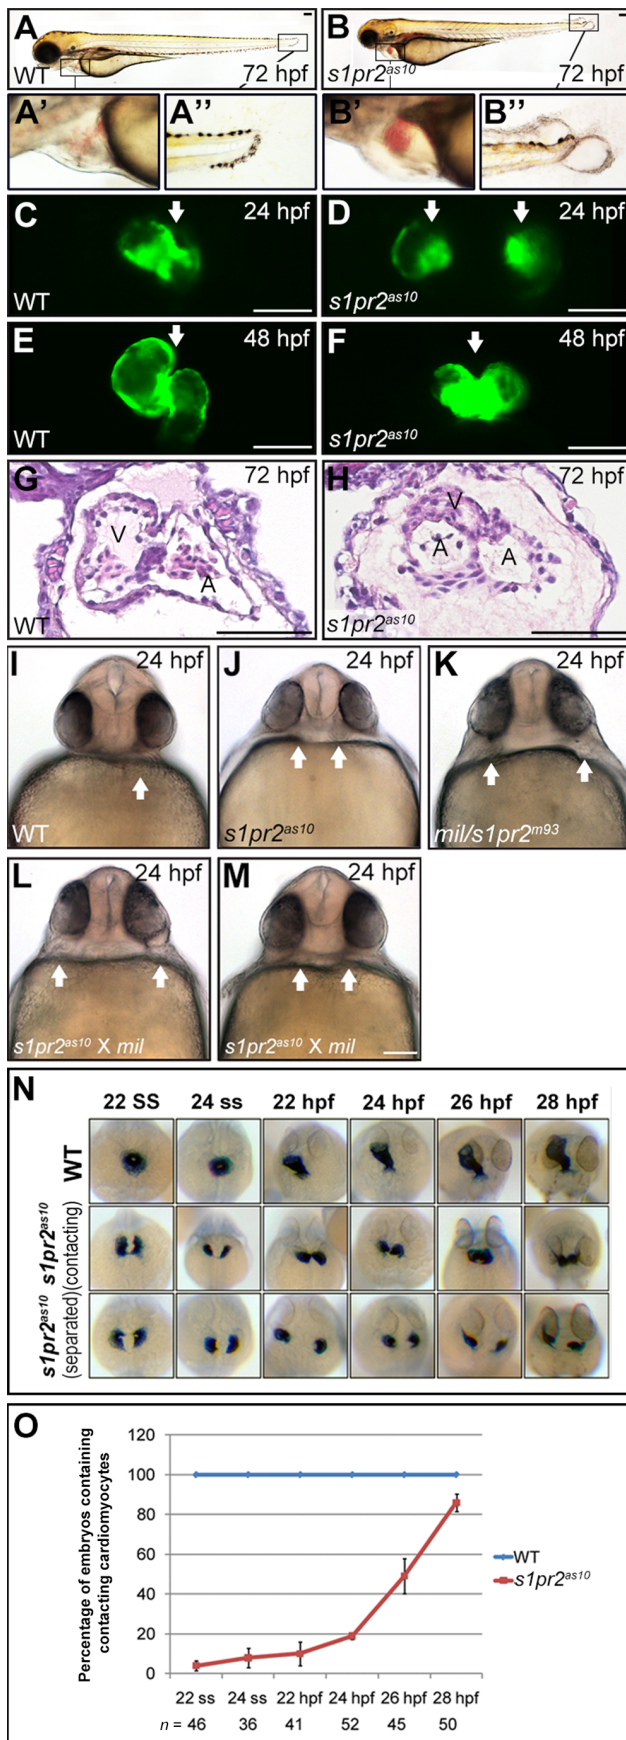 A
WT
72 hpf
B
s1pr2as10
72 hpf
A'
A''
B'
B''
C
24 hpf
WT
D
24 hpf
s1pr2as10
E
48 hpf
WT
F
48 hpf
s1pr2as10
G
72 hpf
V
A
WT
H
72 hpf
V
A
A
s1pr2as10
I
24 hpf
WT
J
24 hpf
s1pr2as10
K
24 hpf
mil/s1pr2m93
L
24 hpf
s1pr2as10 X mil
M
24 hpf
s1pr2as10 X mil
N
22 SS 24 ss 22 hpf 24 hpf 26 hpf 28 hpf
WT
s1pr2as10
(contacting)
s1pr2as10
(separated)
O
Percentage of embryos containing
contacting cardiomyocytes
120
100
80
60
40
20
0
WT
s1pr2as10
22 ss 24 ss 22 hpf 24 hpf 26 hpf 28 hpf
n = 46 36 41 52 45 50